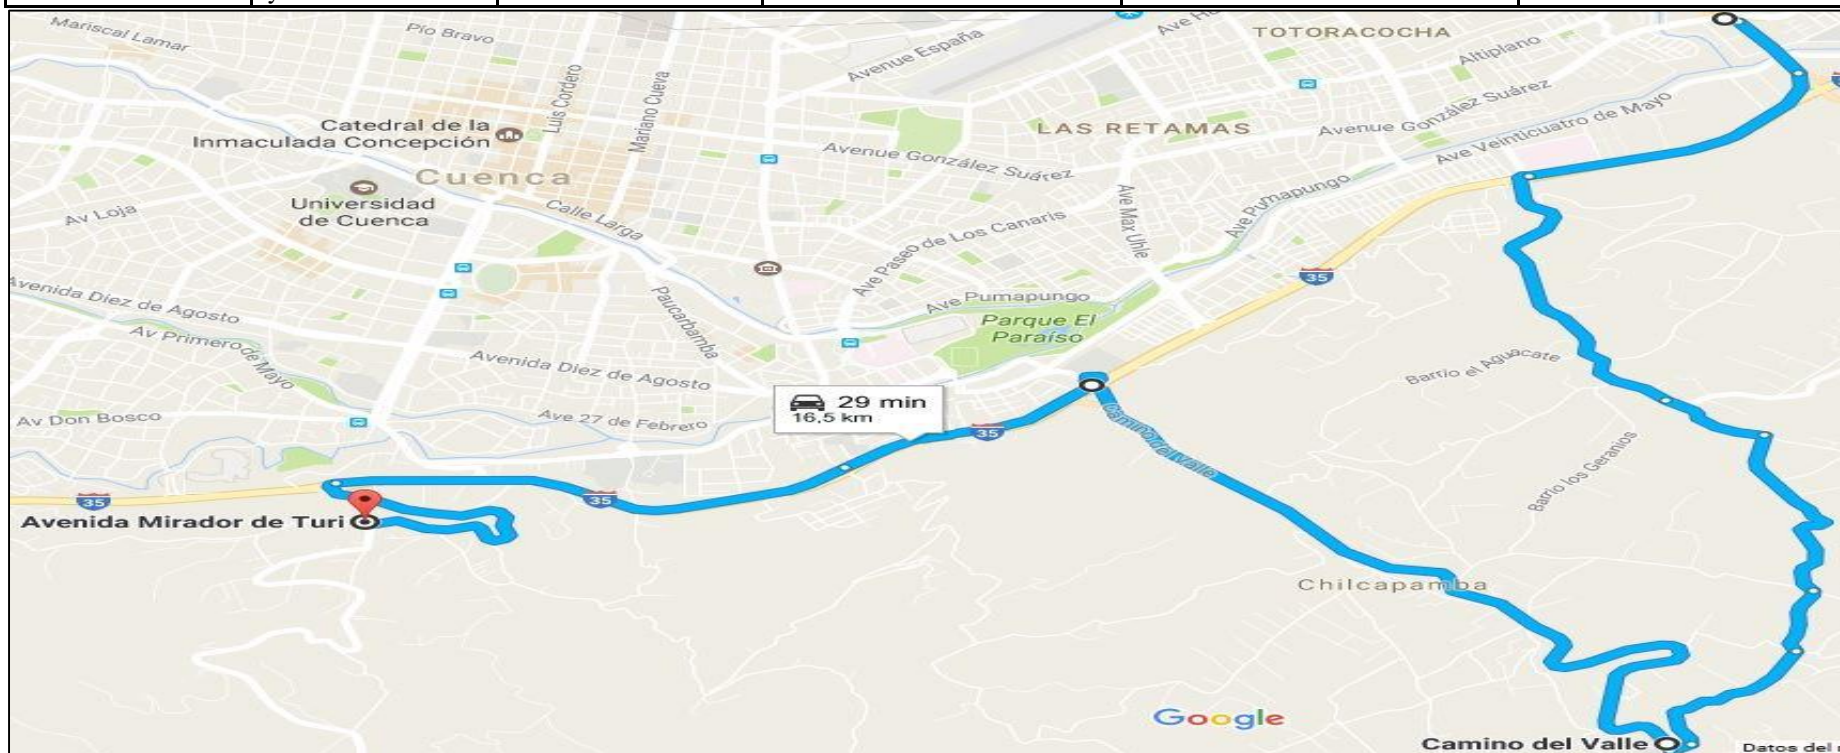 Mariscal Lamar
Pío Bravo
Luis Cordero
Mariano Cueva
Avenue España
TOTORACOCHA
Altiplano
Catedral de la
Inmaculada Concepción
LAS RETAMAS
Avenue González Suárez
Ave Veinticuatro de Mayo
Avenue González Suárez
Cuenca
Universidad
de Cuenca
Av Loja
Calle Larga
Ave Paseo de Los Canaris
Ave Max Uhle
Ave Pumapungo
35
Avenida Diez de Agosto
Paucarbamba
Ave Pumapungo
Parque El
Paraíso
Av Primero de Mayo
Avenida Diez de Agosto
Barrio el Aguacate
29 min
16,5 km
Av Don Bosco
Ave 27 de Febrero
35
Camino del Valle
Barrio los Geranios
35
35
Avenida Mirador de Turi
Chilcapamba
Google
Camino del Valle
Datos del